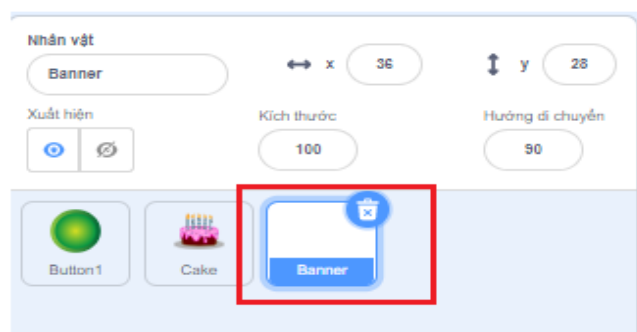 Nhân vật
Banner
x 36
y 28
Xuất hiện
Kích thước
Hướng di chuyển
100
90
Button1
Cake
Banner